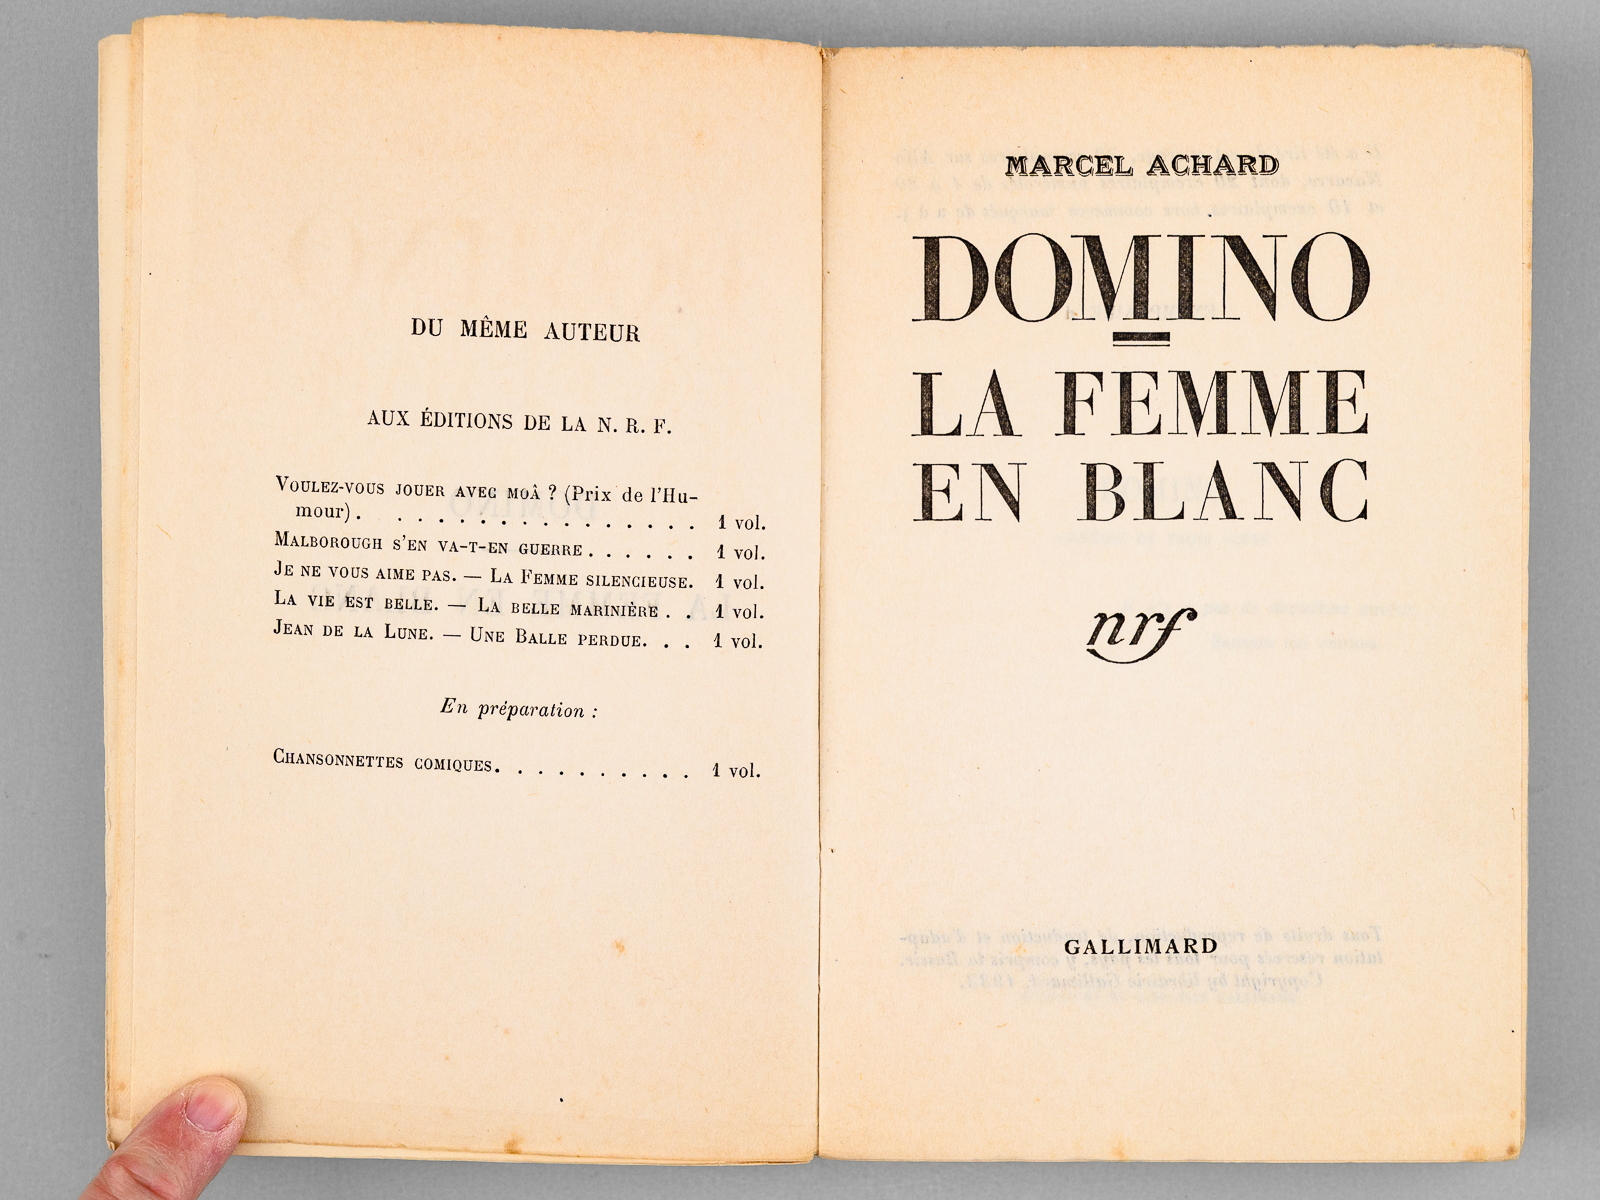 DU MÊME AUTEUR
AUX ÉDITIONS DE LA N. R. F.
VOULEZ-VOUS JOUER AVEC MOÂ ? (Prix de l'Hu-
mour). . . . . . . . . . . . . . . . . 1 vol.
MALBOROUGH S'EN VA-T-EN GUERRE . . . . . . 1 vol.
JE NE VOUS AIME PAS. — LA FEMME SILENCIEUSE. 1 vol.
LA VIE EST BELLE. — LA BELLE MARINIÈRE . . 1 vol.
JEAN DE LA LUNE. — UNE BALLE PERDUE. . . 1 vol.
En préparation :
CHANSONNETTES COMIQUES. . . . . . . . . . 1 vol.
MARCEL ACHARD
DOMINO
LA FEMME
EN BLANC
nrf
GALLIMARD